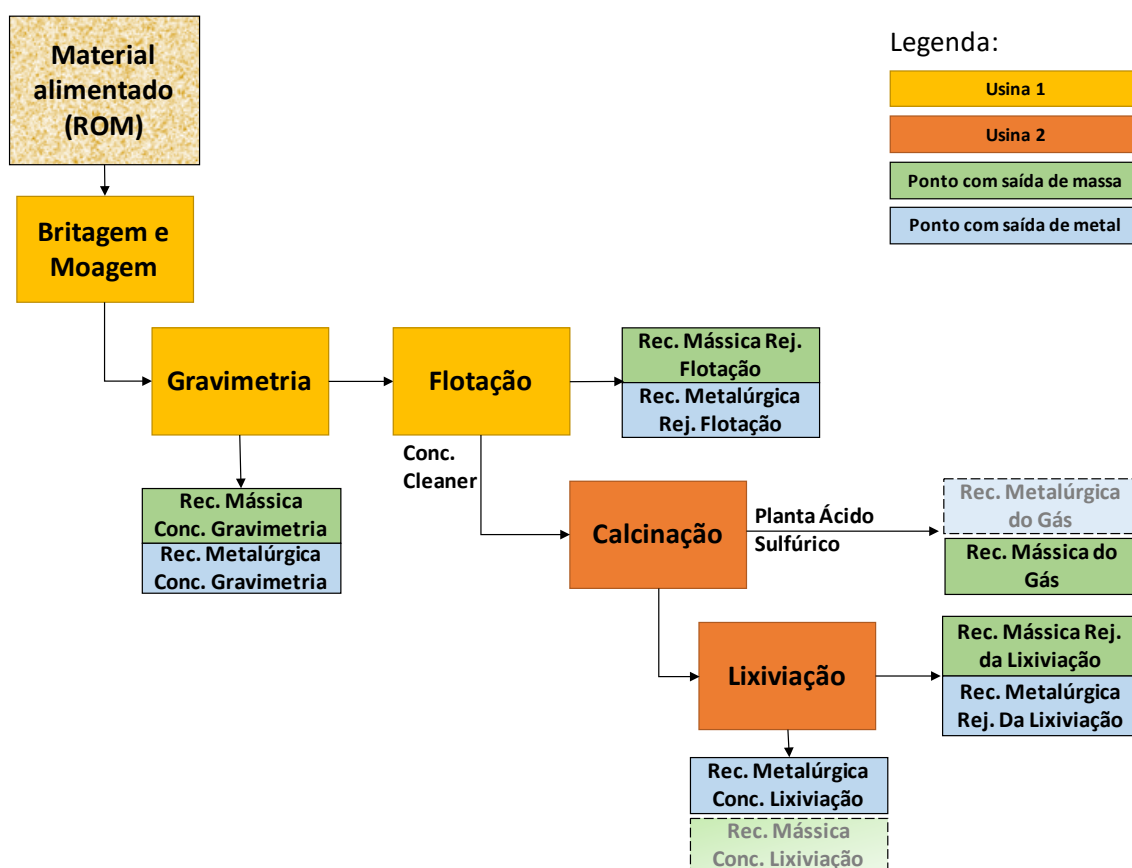 Material
alimentado
(ROM)
Legenda:
Usina 1
Usina 2
Ponto com saída de massa
Ponto com saída de metal
Britagem e
Moagem
Gravimetria
Flotação
Rec. Mássica Rej.
Flotação
Rec. Metalúrgica
Rej. Flotação
Conc.
Cleaner
Rec. Mássica
Conc. Gravimetria
Rec. Metalúrgica
Conc. Gravimetria
Calcinação
Planta Ácido
Sulfúrico
Rec. Metalúrgica
do Gás
Rec. Mássica do
Gás
Lixiviação
Rec. Mássica Rej.
da Lixiviação
Rec. Metalúrgica
Rej. Da Lixiviação
Rec. Metalúrgica
Conc. Lixiviação
Rec. Mássica
Conc. Lixiviação